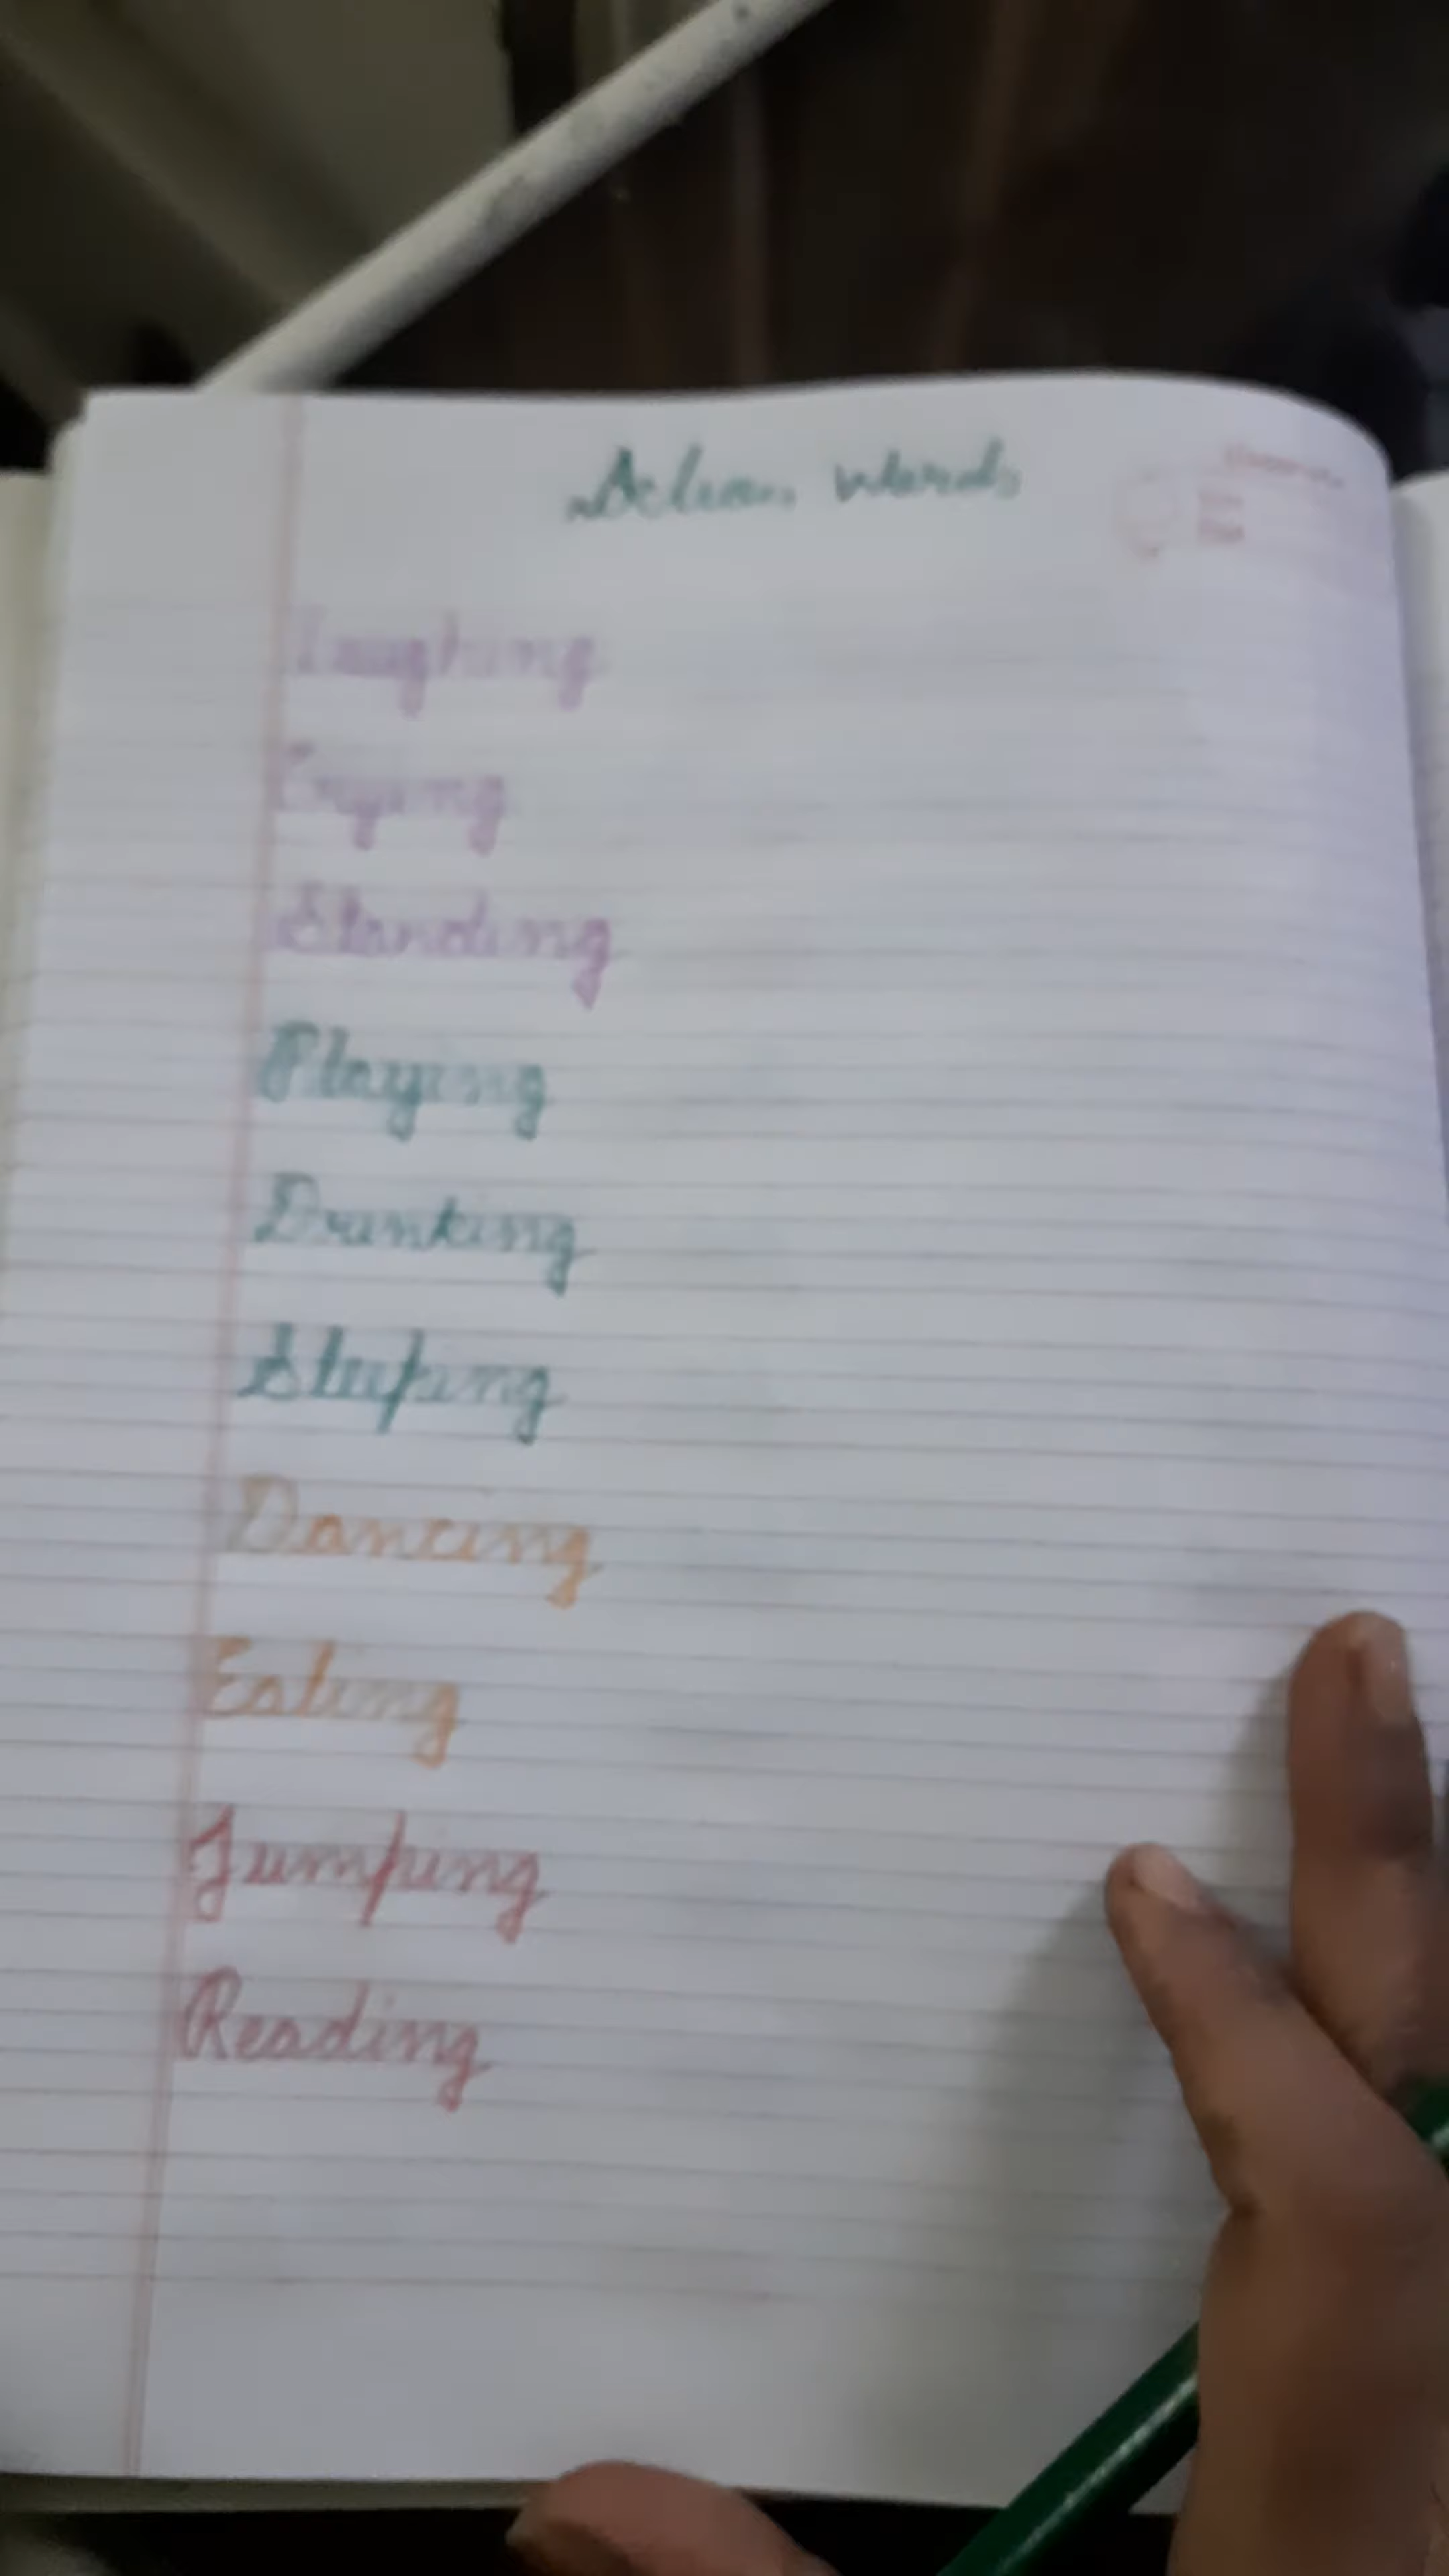 Action words
Laughing
Crying
Standing
Playing
Drinking
Sleeping
Dancing
Eating
Jumping
Reading